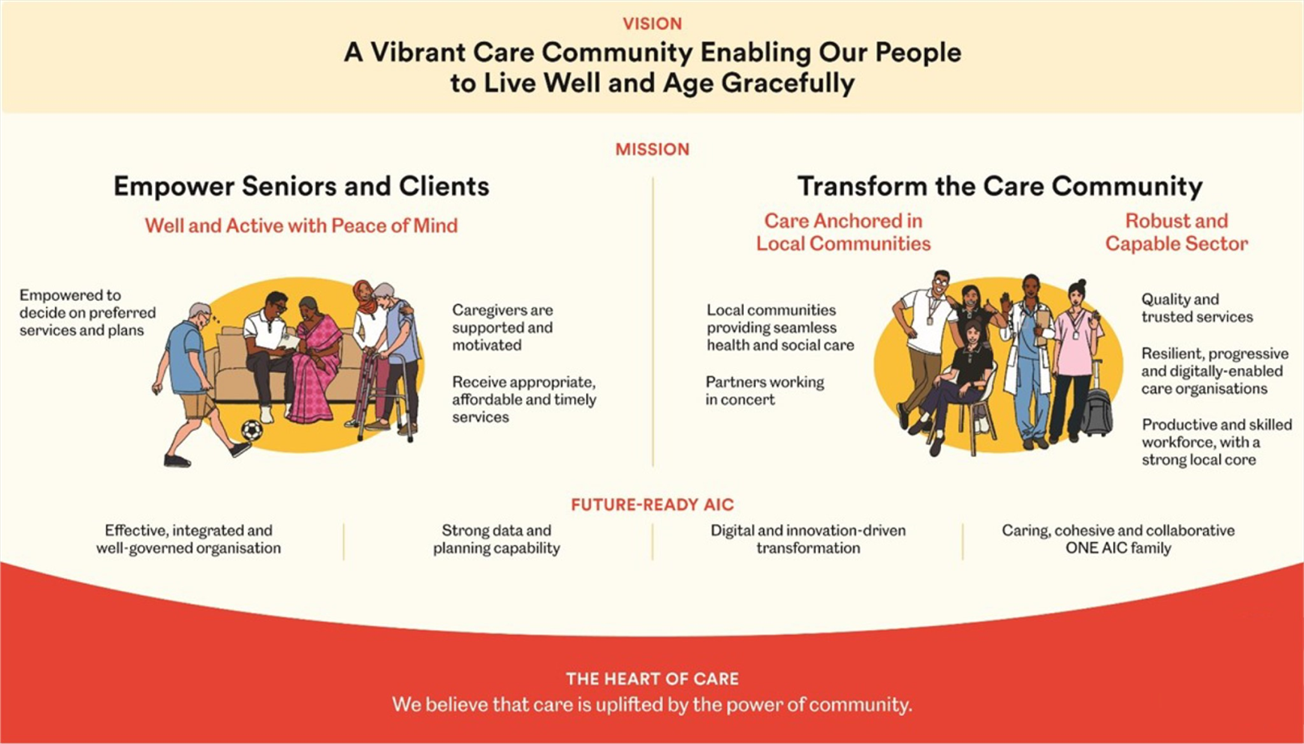 VISION
A Vibrant Care Community Enabling Our People
to Live Well and Age Gracefully
MISSION
Empower Seniors and Clients
Well and Active with Peace of Mind
Empowered to
decide on preferred
services and plans
Caregivers are
supported and
motivated
Receive appropriate,
affordable and timely
services
Transform the Care Community
Care Anchored in
Local Communities
Local communities
providing seamless
health and social care
Partners working
in concert
Robust and
Capable Sector
Quality and
trusted services
Resilient, progressive
and digitally-enabled
care organisations
Productive and skilled
workforce, with a
strong local core
FUTURE-READY AIC
Effective, integrated and
well-governed organisation
Strong data and
planning capability
Digital and innovation-driven
transformation
Caring, cohesive and collaborative
ONE AIC family
THE HEART OF CARE
We believe that care is uplifted by the power of community.